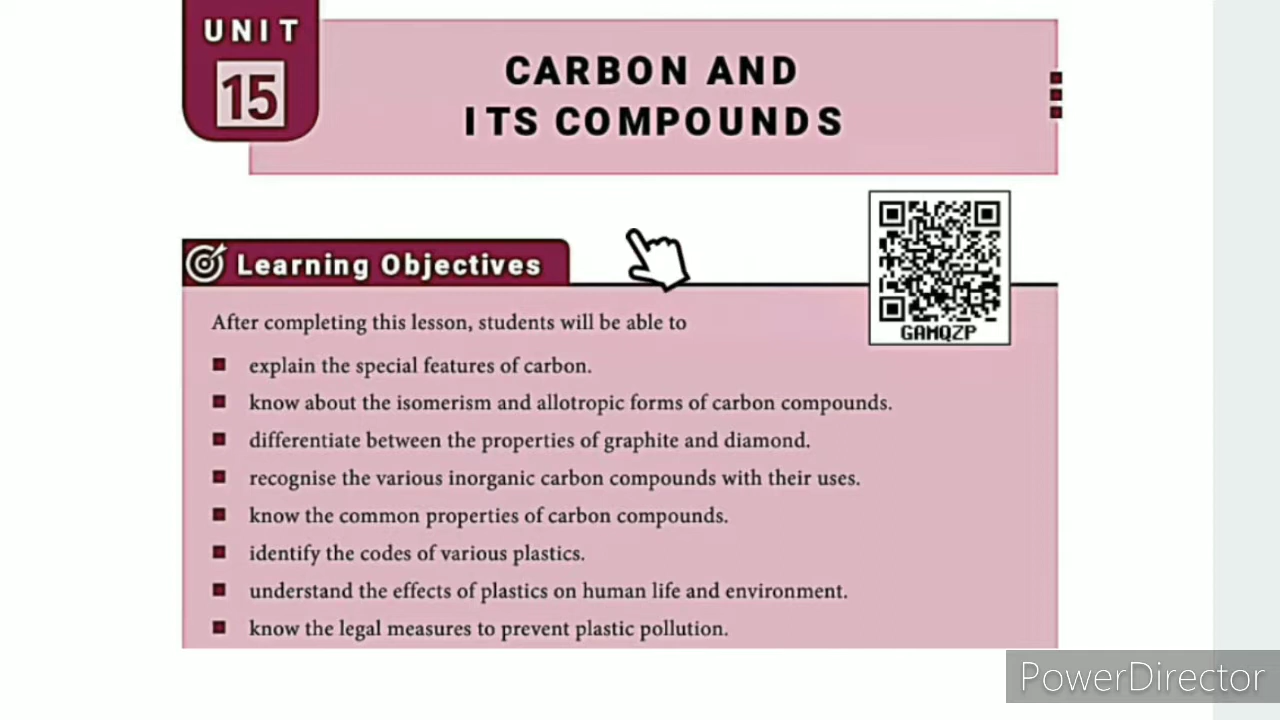 UNIT
15
CARBON AND
ITS COMPOUNDS
GAMQZP
Learning Objectives
After completing this lesson, students will be able to
explain the special features of carbon.
know about the isomerism and allotropic forms of carbon compounds.
differentiate between the properties of graphite and diamond.
recognise the various inorganic carbon compounds with their uses.
know the common properties of carbon compounds.
identify the codes of various plastics.
understand the effects of plastics on human life and environment.
know the legal measures to prevent plastic pollution.
PowerDirector